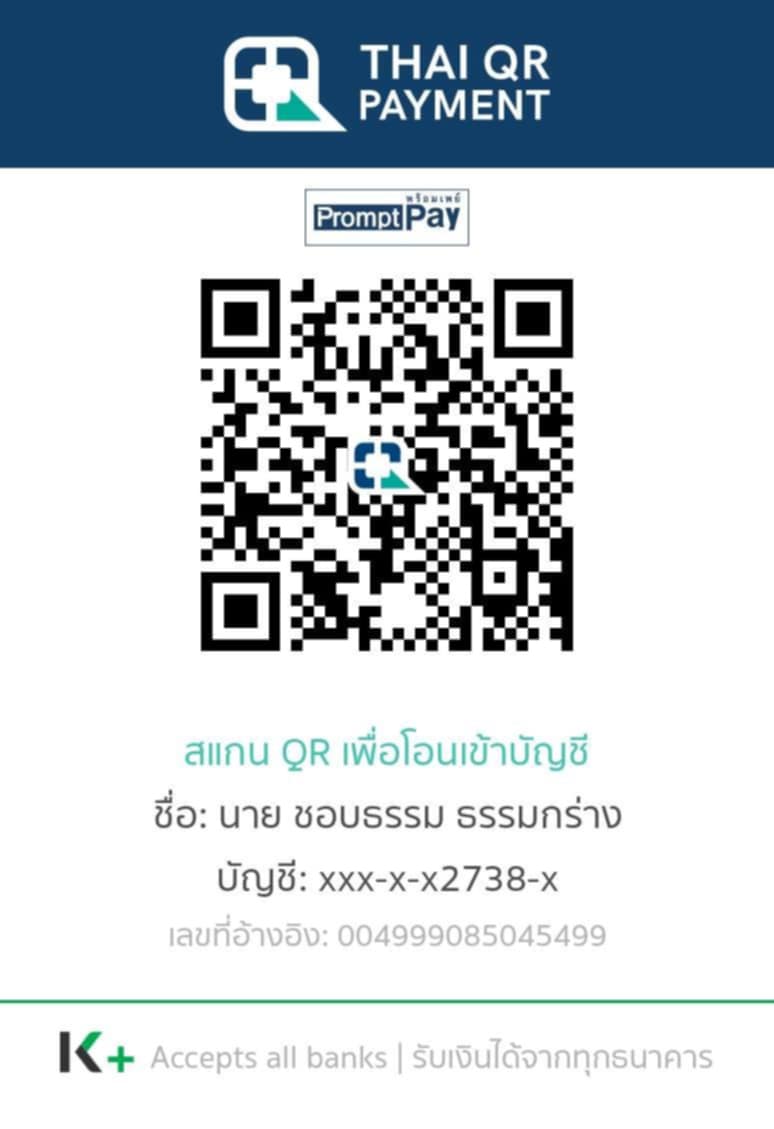 THAI QR
PAYMENT
พร้อมเพย์
PromptPay
สแกน QR เพื่อโอนเข้าบัญชี
ชื่อ: นาย ชอบธรรม ธรรมกร่าง
บัญชี: xxx-x-x2738-x
เลขที่อ้างอิง: 004999085045499
K+ Accepts all banks | รับเงินได้จากทุกธนาคาร